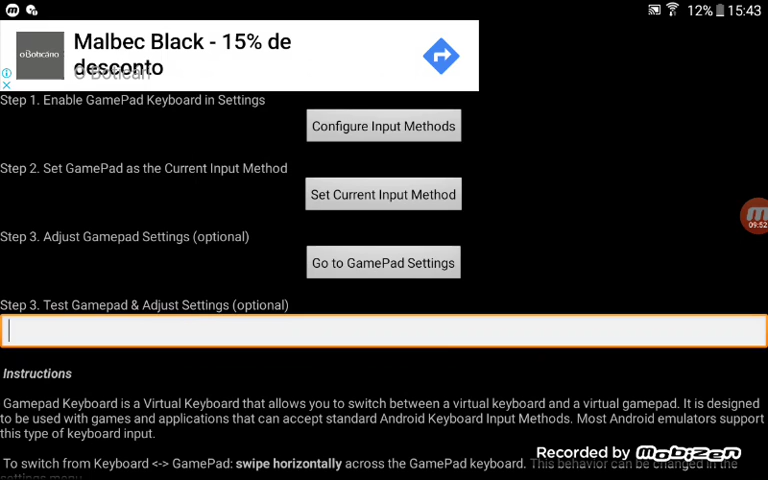 12% 15:43
oBoticário
Malbec Black - 15% de
desconto
O Boticári
Step 1. Enable GamePad Keyboard in Settings
Configure Input Methods
Step 2. Set GamePad as the Current Input Method
Set Current Input Method
Step 3. Adjust Gamepad Settings (optional)
09:52
Go to GamePad Settings
Step 3. Test Gamepad & Adjust Settings (optional)
Instructions
Gamepad Keyboard is a Virtual Keyboard that allows you to switch between a virtual keyboard and a virtual gamepad. It is designed
to be used with games and applications that can accept standard Android Keyboard Input Methods. Most Android emulators support
this type of keyboard input.
To switch from Keyboard <-> GamePad: swipe horizontally across the GamePad keyboard. This behavior can be changed in the
settings menu.
Recorded by Mobizen